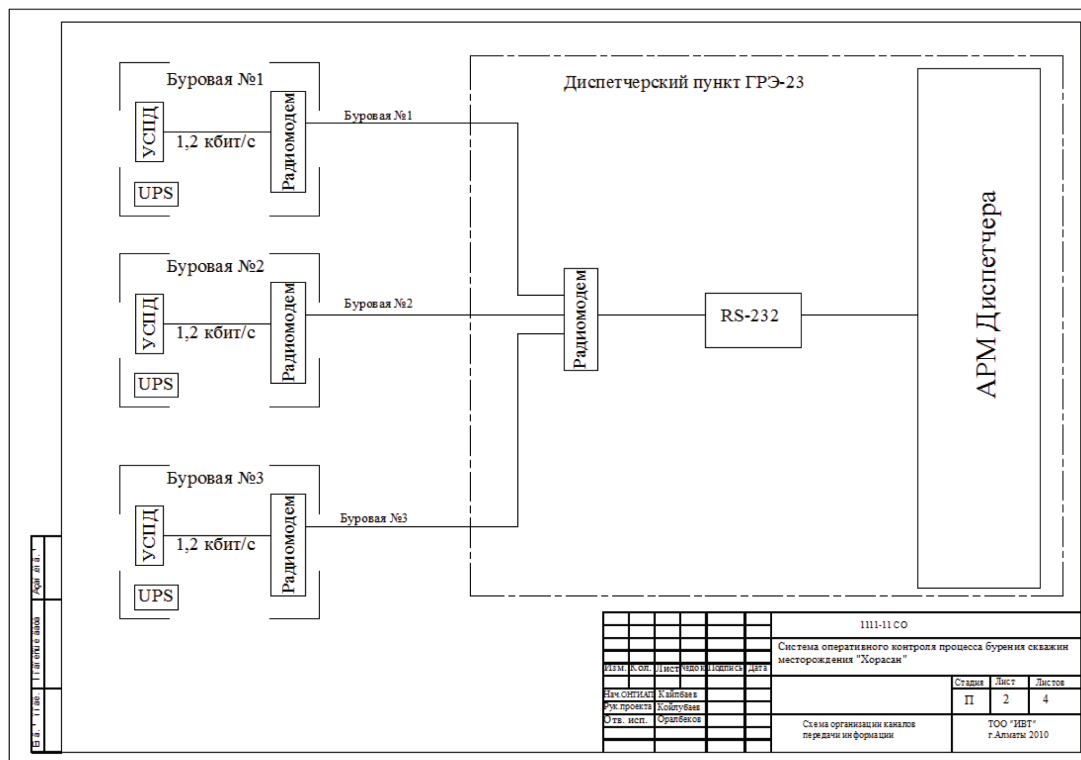 Буровая №1
УСПД
1,2 кбит/с
Радиомодем
UPS
Буровая №1
Буровая №2
УСПД
1,2 кбит/с
Радиомодем
UPS
Буровая №2
Буровая №3
УСПД
1,2 кбит/с
Радиомодем
UPS
Буровая №3
Диспетчерский пункт ГРЭ-23
Радиомодем
RS-232
АРМ Диспетчера
1111-11 СО
Система оперативного контроля процесса бурения скважин
месторождения "Хорасан"
Изм. Кол. Лист №док Подпись Дата
Нач.ОНТИАП Кайпбаев
Рук.проекта Койлубаев
Отв. исп. Оралбеков
Стадия Лист Листов
П 2 4
Схема организации каналов
передачи информации
ТОО "ИВТ"
г.Алматы 2010